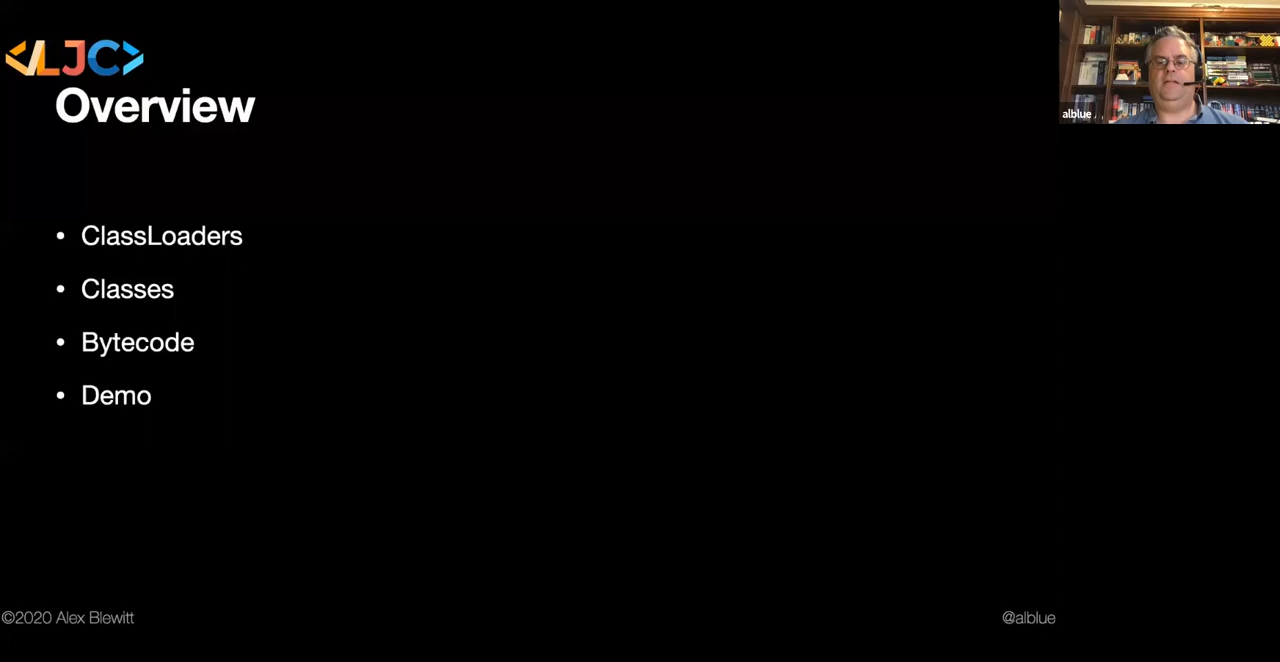 <LJC>
Overview
• ClassLoaders
• Classes
• Bytecode
• Demo
alblue
©2020 Alex Blewitt
@alblue